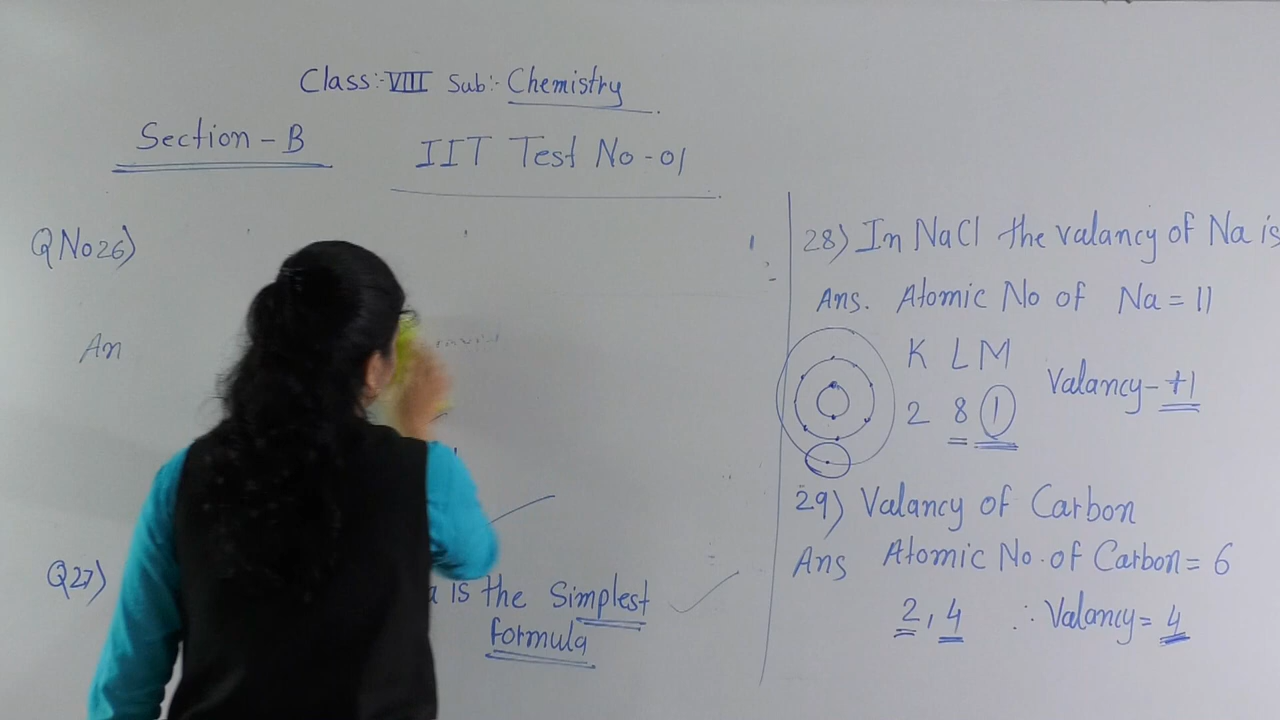 Class:- VIII Sub:- Chemistry
Section - B
IIT Test No - 01
Q No 26)
An
Q27)
is the Simplest
formula
28) In NaCl the valancy of Na is
Ans. Atomic No of Na = 11
K L M
2 8 1
Valancy - +1
29) Valancy of Carbon
Ans Atomic No. of Carbon = 6
2, 4 ∴ Valancy = 4